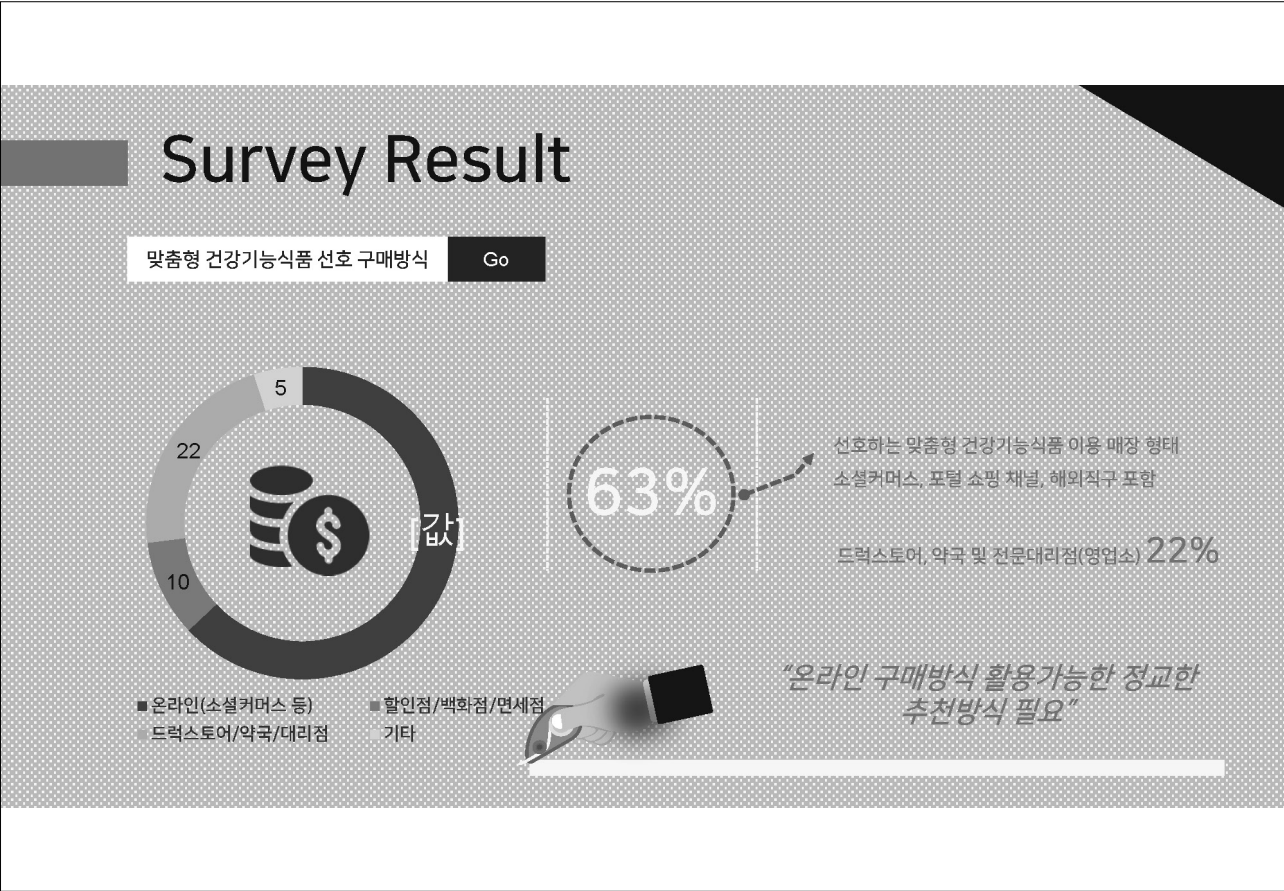 Survey Result
맞춤형 건강기능식품 선호 구매방식 Go
5
22
10
[값]
$
63%
선호하는 맞춤형 건강기능식품 이용 매장 형태
소셜커머스, 포털 쇼핑 채널, 해외직구 포함
드럭스토어, 약국 및 전문대리점(영업소) 22%
온라인(소셜커머스 등) 할인점/백화점/면세점
드럭스토어/약국/대리점 기타
“온라인 구매방식 활용가능한 정교한
추천방식 필요”